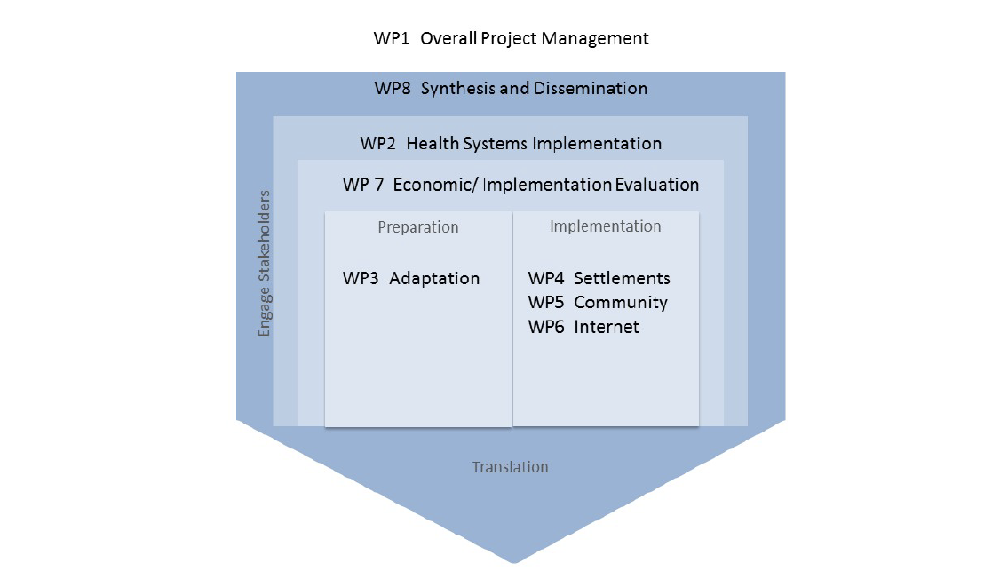 WP1 Overall Project Management
WP8 Synthesis and Dissemination
WP2 Health Systems Implementation
WP 7 Economic/ Implementation Evaluation
Engage Stakeholders
Preparation
WP3 Adaptation
Implementation
WP4 Settlements
WP5 Community
WP6 Internet
Translation